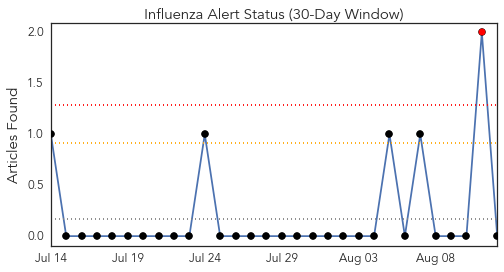 Influenza Alert Status (30-Day Window)
Articles Found
2.0
1.5
1.0
0.5
0.0
Jul 14 Jul 19 Jul 24 Jul 29 Aug 03 Aug 08